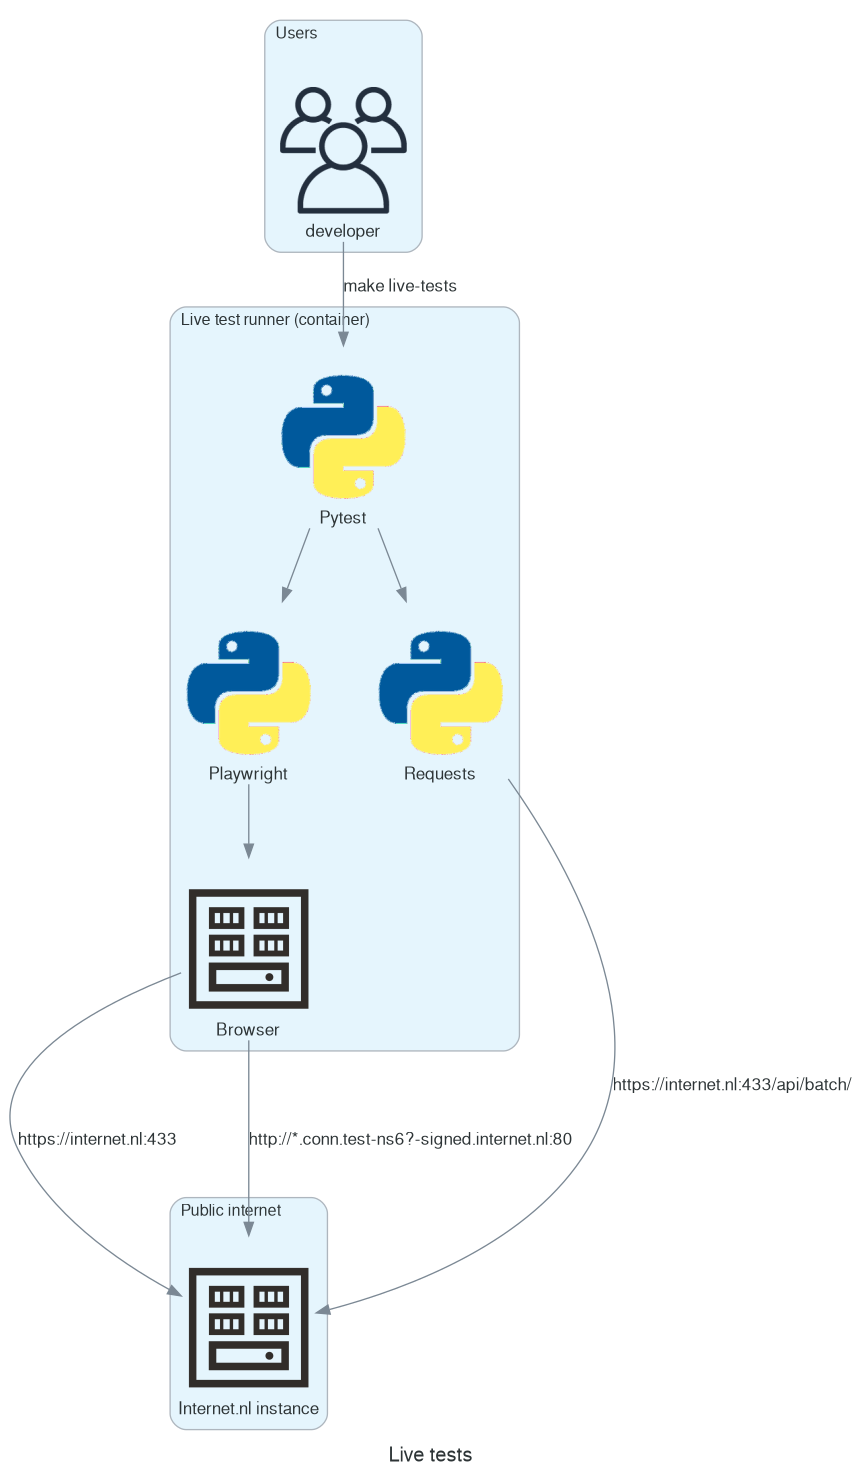 Users
developer
make live-tests
Live test runner (container)
Pytest
Playwright
Requests
Browser
https://internet.nl:433/api/batch/
https://internet.nl:433
http://*.conn.test-ns6?-signed.internet.nl:80
Public internet
Internet.nl instance
Live tests